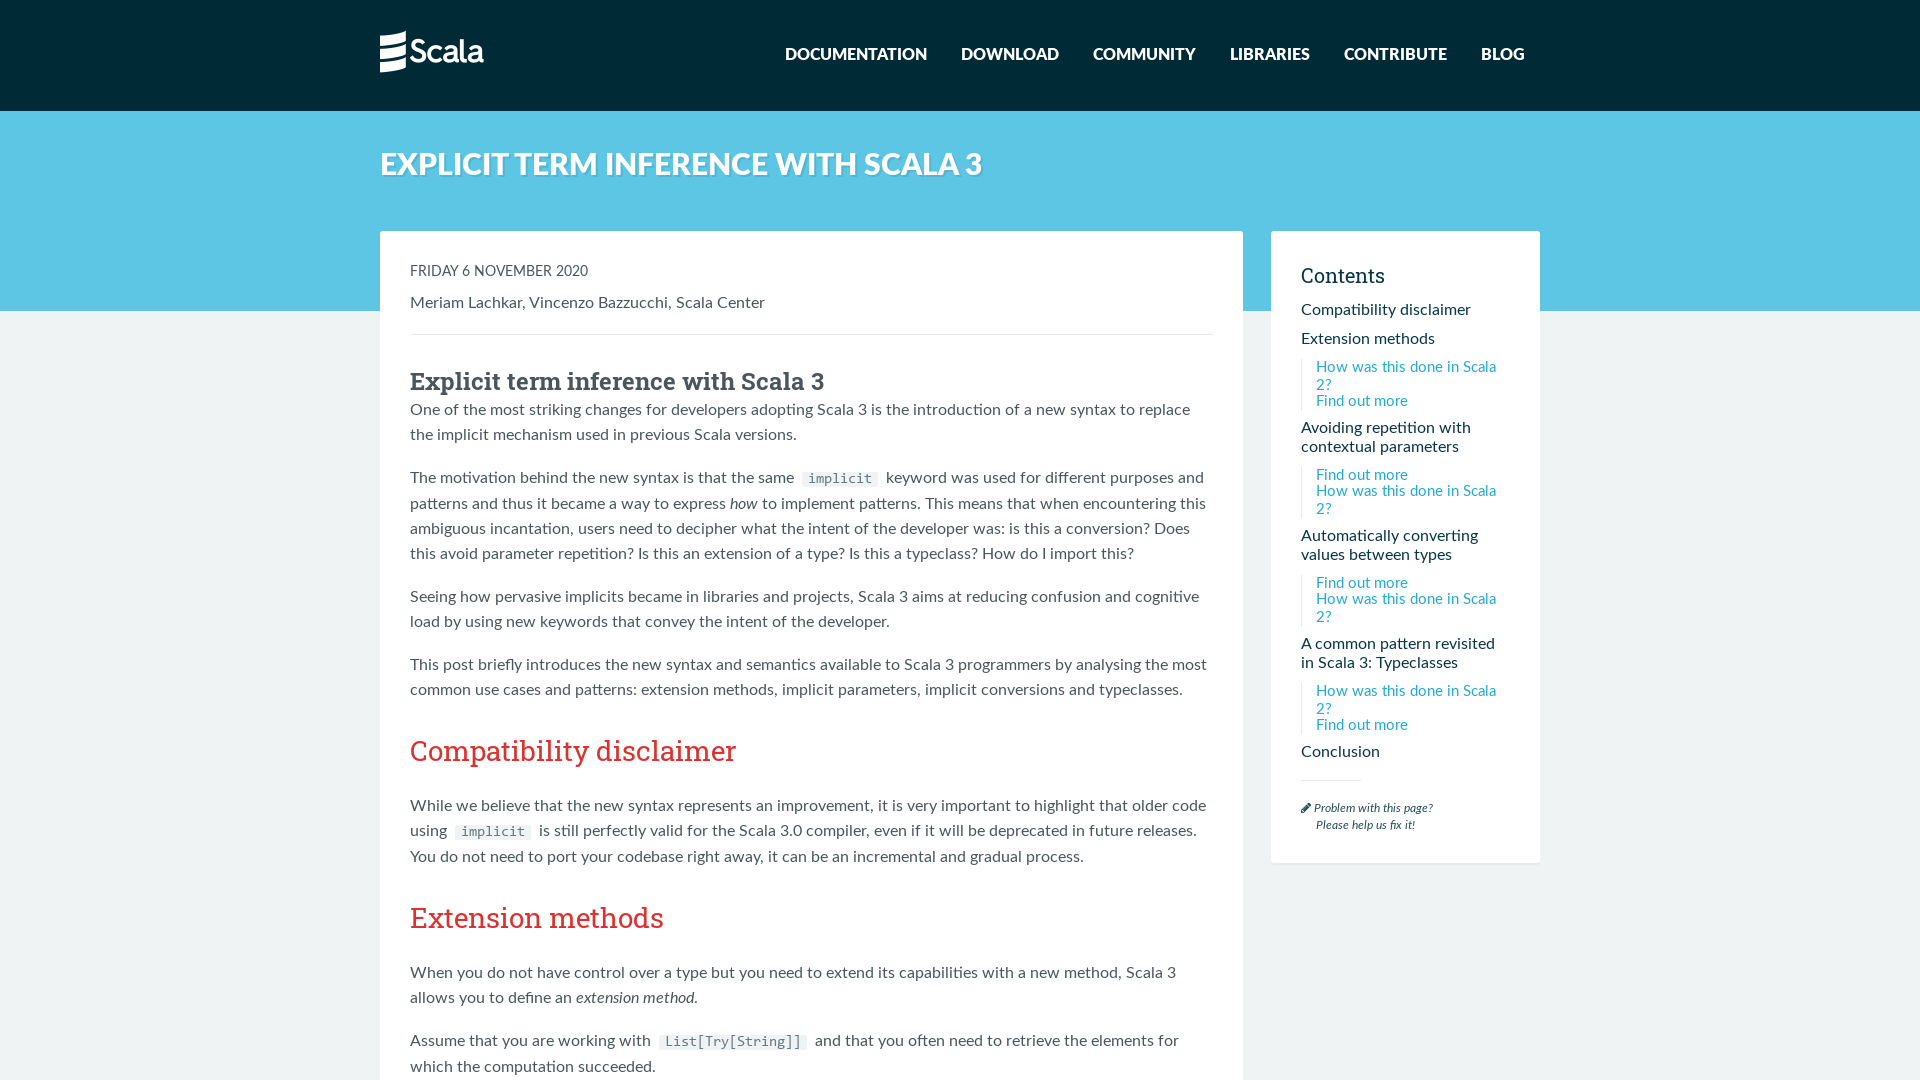 Scala
DOCUMENTATION DOWNLOAD COMMUNITY LIBRARIES CONTRIBUTE BLOG
EXPLICIT TERM INFERENCE WITH SCALA 3
FRIDAY 6 NOVEMBER 2020
Meriam Lachkar, Vincenzo Bazzucchi, Scala Center
Explicit term inference with Scala 3
One of the most striking changes for developers adopting Scala 3 is the introduction of a new syntax to replace
the implicit mechanism used in previous Scala versions.
The motivation behind the new syntax is that the same implicit keyword was used for different purposes and
patterns and thus it became a way to express how to implement patterns. This means that when encountering this
ambiguous incantation, users need to decipher what the intent of the developer was: is this a conversion? Does
this avoid parameter repetition? Is this an extension of a type? Is this a typeclass? How do I import this?
Seeing how pervasive implicits became in libraries and projects, Scala 3 aims at reducing confusion and cognitive
load by using new keywords that convey the intent of the developer.
This post briefly introduces the new syntax and semantics available to Scala 3 programmers by analysing the most
common use cases and patterns: extension methods, implicit parameters, implicit conversions and typeclasses.
Compatibility disclaimer
While we believe that the new syntax represents an improvement, it is very important to highlight that older code
using implicit is still perfectly valid for the Scala 3.0 compiler, even if it will be deprecated in future releases.
You do not need to port your codebase right away, it can be an incremental and gradual process.
Extension methods
When you do not have control over a type but you need to extend its capabilities with a new method, Scala 3
allows you to define an extension method.
Assume that you are working with List[Try[String]] and that you often need to retrieve the elements for
which the computation succeeded.
Contents
Compatibility disclaimer
Extension methods
How was this done in Scala
2?
Find out more
Avoiding repetition with
contextual parameters
Find out more
How was this done in Scala
2?
Automatically converting
values between types
Find out more
How was this done in Scala
2?
A common pattern revisited
in Scala 3: Typeclasses
How was this done in Scala
2?
Find out more
Conclusion
Problem with this page?
Please help us fix it!